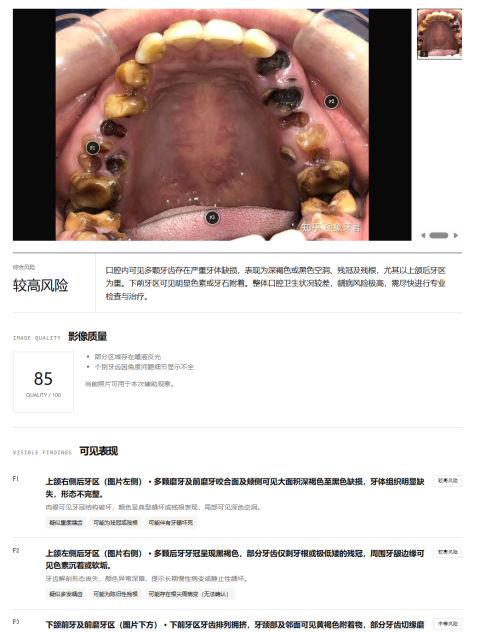 F1
F2
F3
知乎 @象牙君
综合风险
较高风险
口腔内可见多颗牙齿存在严重牙体缺损，表现为深褐色或黑色空洞、残冠及残根，尤其以上颌后牙区
为重。下前牙区可见明显色素或牙石附着。整体口腔卫生状况较差，龋病风险极高，需尽快进行专业
检查与治疗。
IMAGE QUALITY 影像质量
85
QUALITY / 100
部分区域存在唾液反光
个别牙齿因角度问题细节显示不全
当前照片可用于本次辅助观察。
VISIBLE FINDINGS 可见表现
F1
上颌右侧后牙区（图片左侧）·多颗磨牙及前磨牙咬合面及颊侧可见大面积深褐色至黑色缺损，牙体组织明显缺
失，形态不完整。
较高风险
肉眼可见牙冠结构破坏，颜色呈典型龋坏或残根表现，局部可见深色空洞。
疑似重度龋齿
可能为残冠或残根
可能伴有牙髓坏死
F2
上颌左侧后牙区（图片右侧）·多颗后牙牙冠呈现黑褐色，部分牙齿仅剩牙根或极低矮的残冠，周围牙龈边缘可
见色素沉着或软垢。
较高风险
牙齿解剖形态丧失，颜色异常深暗，提示长期慢性病变或静止性龋坏。
疑似多发龋齿
可能为陈旧性残根
可能存在根尖周病变（无法确认）
F3
下颌前牙及前磨牙区（图片下方）·下前牙区牙齿排列拥挤，牙颈部及邻面可见黄褐色附着物，部分牙齿切缘磨
中等风险